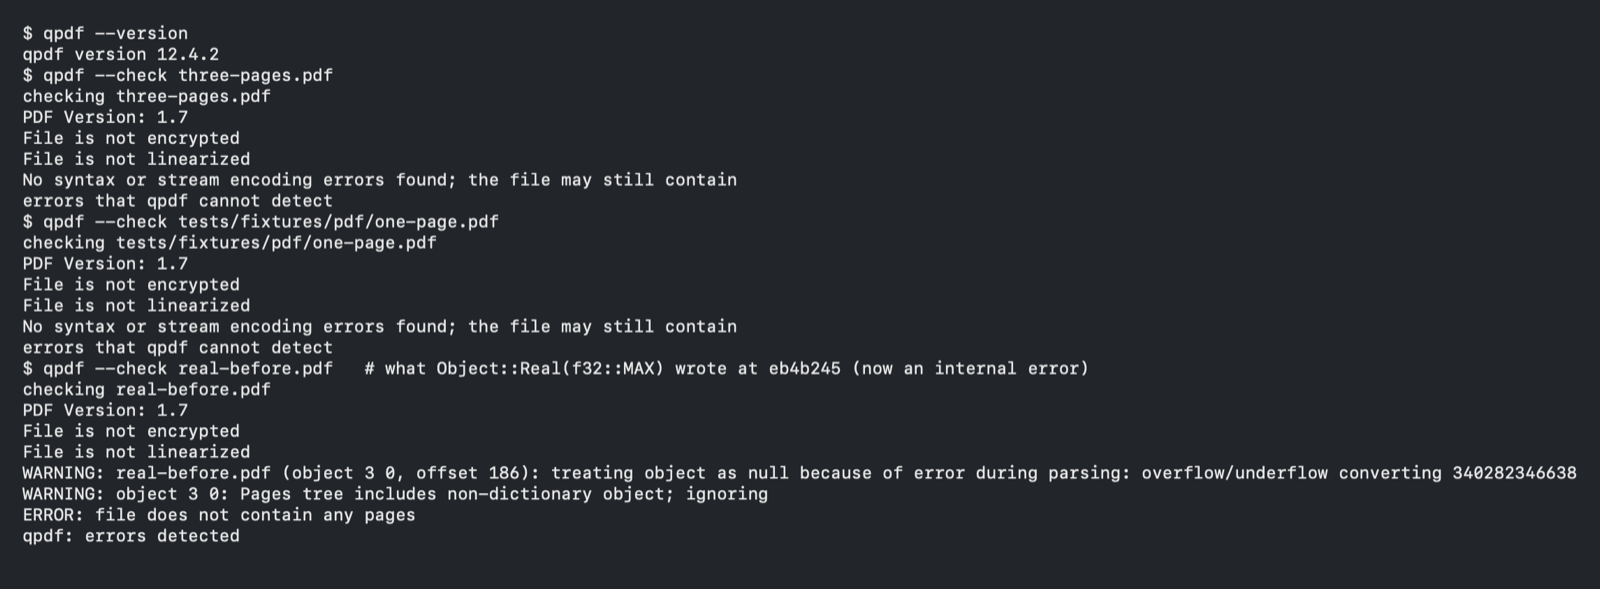 $ qpdf --version
qpdf version 12.4.2
$ qpdf --check three-pages.pdf
checking three-pages.pdf
PDF Version: 1.7
File is not encrypted
File is not linearized
No syntax or stream encoding errors found; the file may still contain
errors that qpdf cannot detect
$ qpdf --check tests/fixtures/pdf/one-page.pdf
checking tests/fixtures/pdf/one-page.pdf
PDF Version: 1.7
File is not encrypted
File is not linearized
No syntax or stream encoding errors found; the file may still contain
errors that qpdf cannot detect
$ qpdf --check real-before.pdf   # what Object::Real(f32::MAX) wrote at eb4b245 (now an internal error)
checking real-before.pdf
PDF Version: 1.7
File is not encrypted
File is not linearized
WARNING: real-before.pdf (object 3 0, offset 186): treating object as null because of error during parsing: overflow/underflow converting 340282346638
WARNING: object 3 0: Pages tree includes non-dictionary object; ignoring
ERROR: file does not contain any pages
qpdf: errors detected